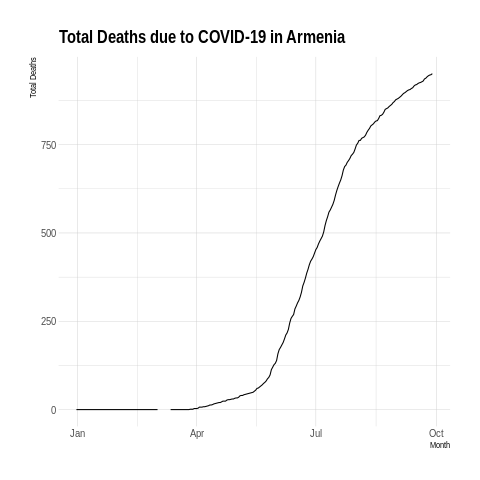 Total Deaths due to COVID-19 in Armenia
Total Deaths
750
500
250
0
Jan Apr Jul Oct
Month